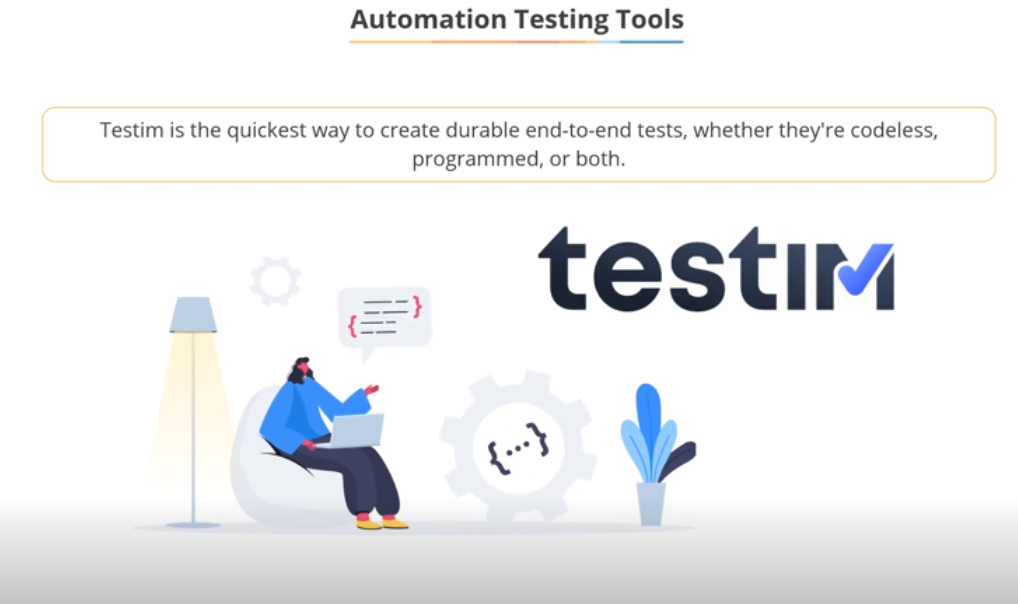 Automation Testing Tools
Testim is the quickest way to create durable end-to-end tests, whether they're codeless,
programmed, or both.
testim
{...}